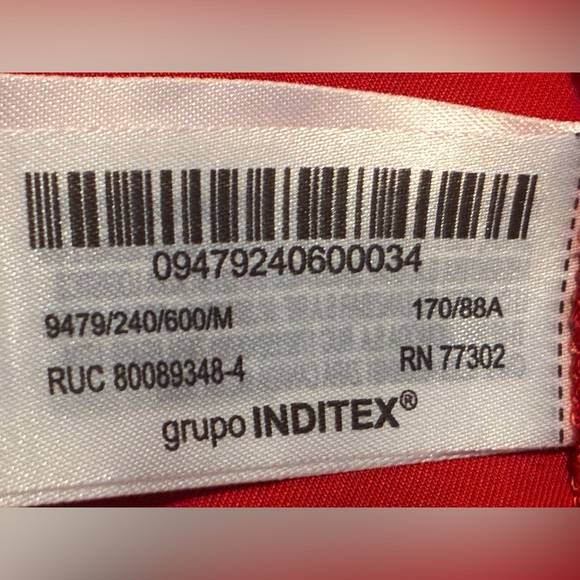 09479240600034
9479/240/600/M 170/88A
RUC 80089348-4 RN 77302
grupo INDITEX®